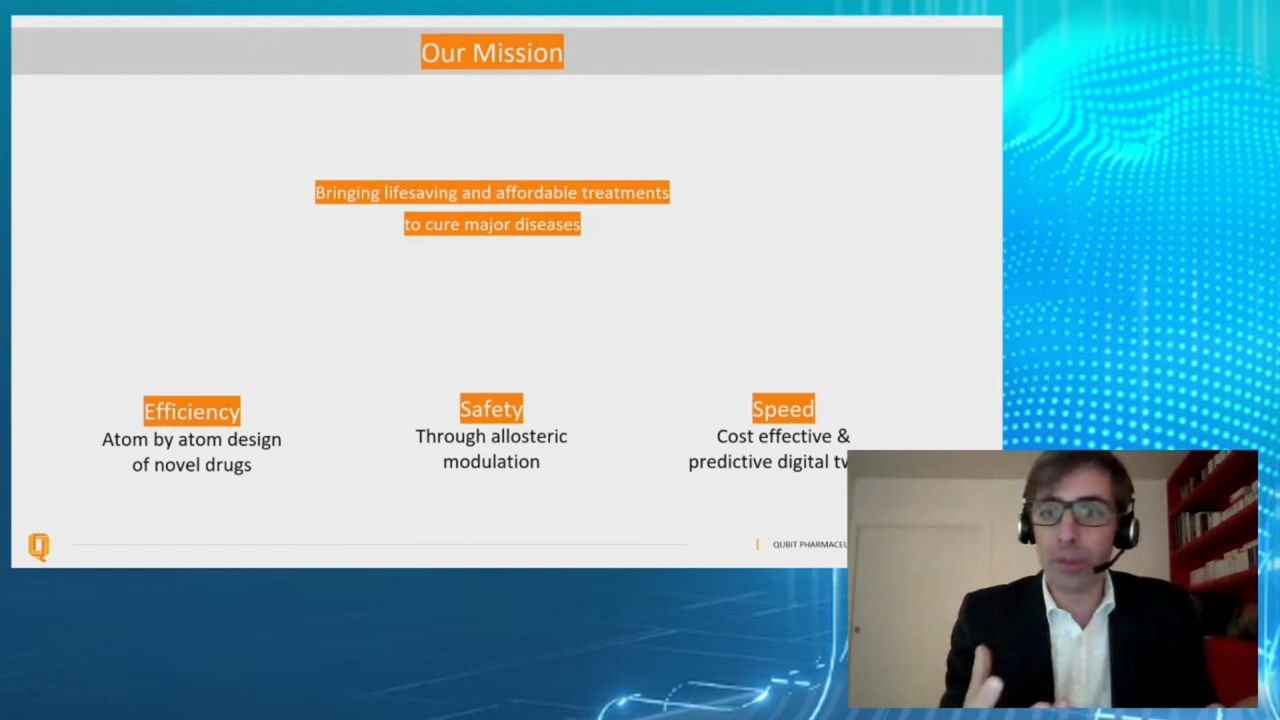 Our Mission
Bringing lifesaving and affordable treatments
to cure major diseases
Efficiency
Atom by atom design
of novel drugs
Safety
Through allosteric
modulation
Speed
Cost effective &
predictive digital
QUBIT